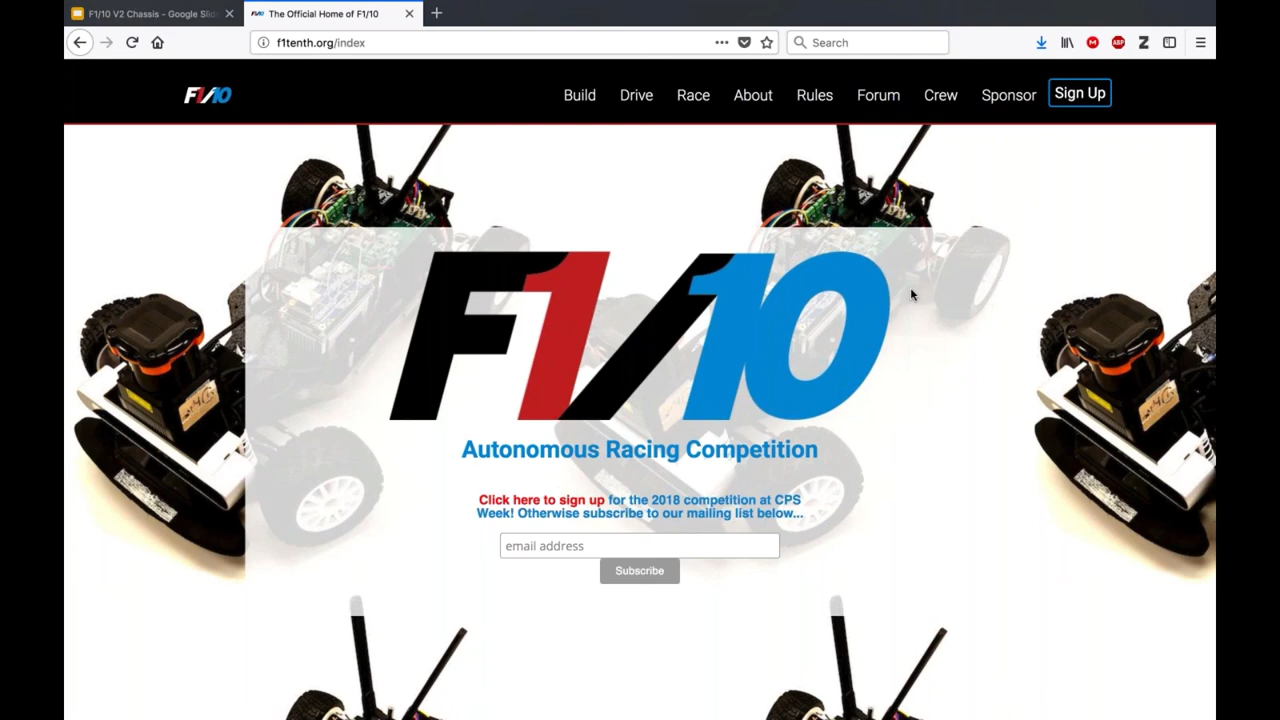 F1/10 V2 Chassis - Google Slid
The Official Home of F1/10
f1tenth.org/index
Search
F1/10
Build
Drive
Race
About
Rules
Forum
Crew
Sponsor
Sign Up
F1/10
Autonomous Racing Competition
Click here to sign up for the 2018 competition at CPS
Week! Otherwise subscribe to our mailing list below...
email address
Subscribe